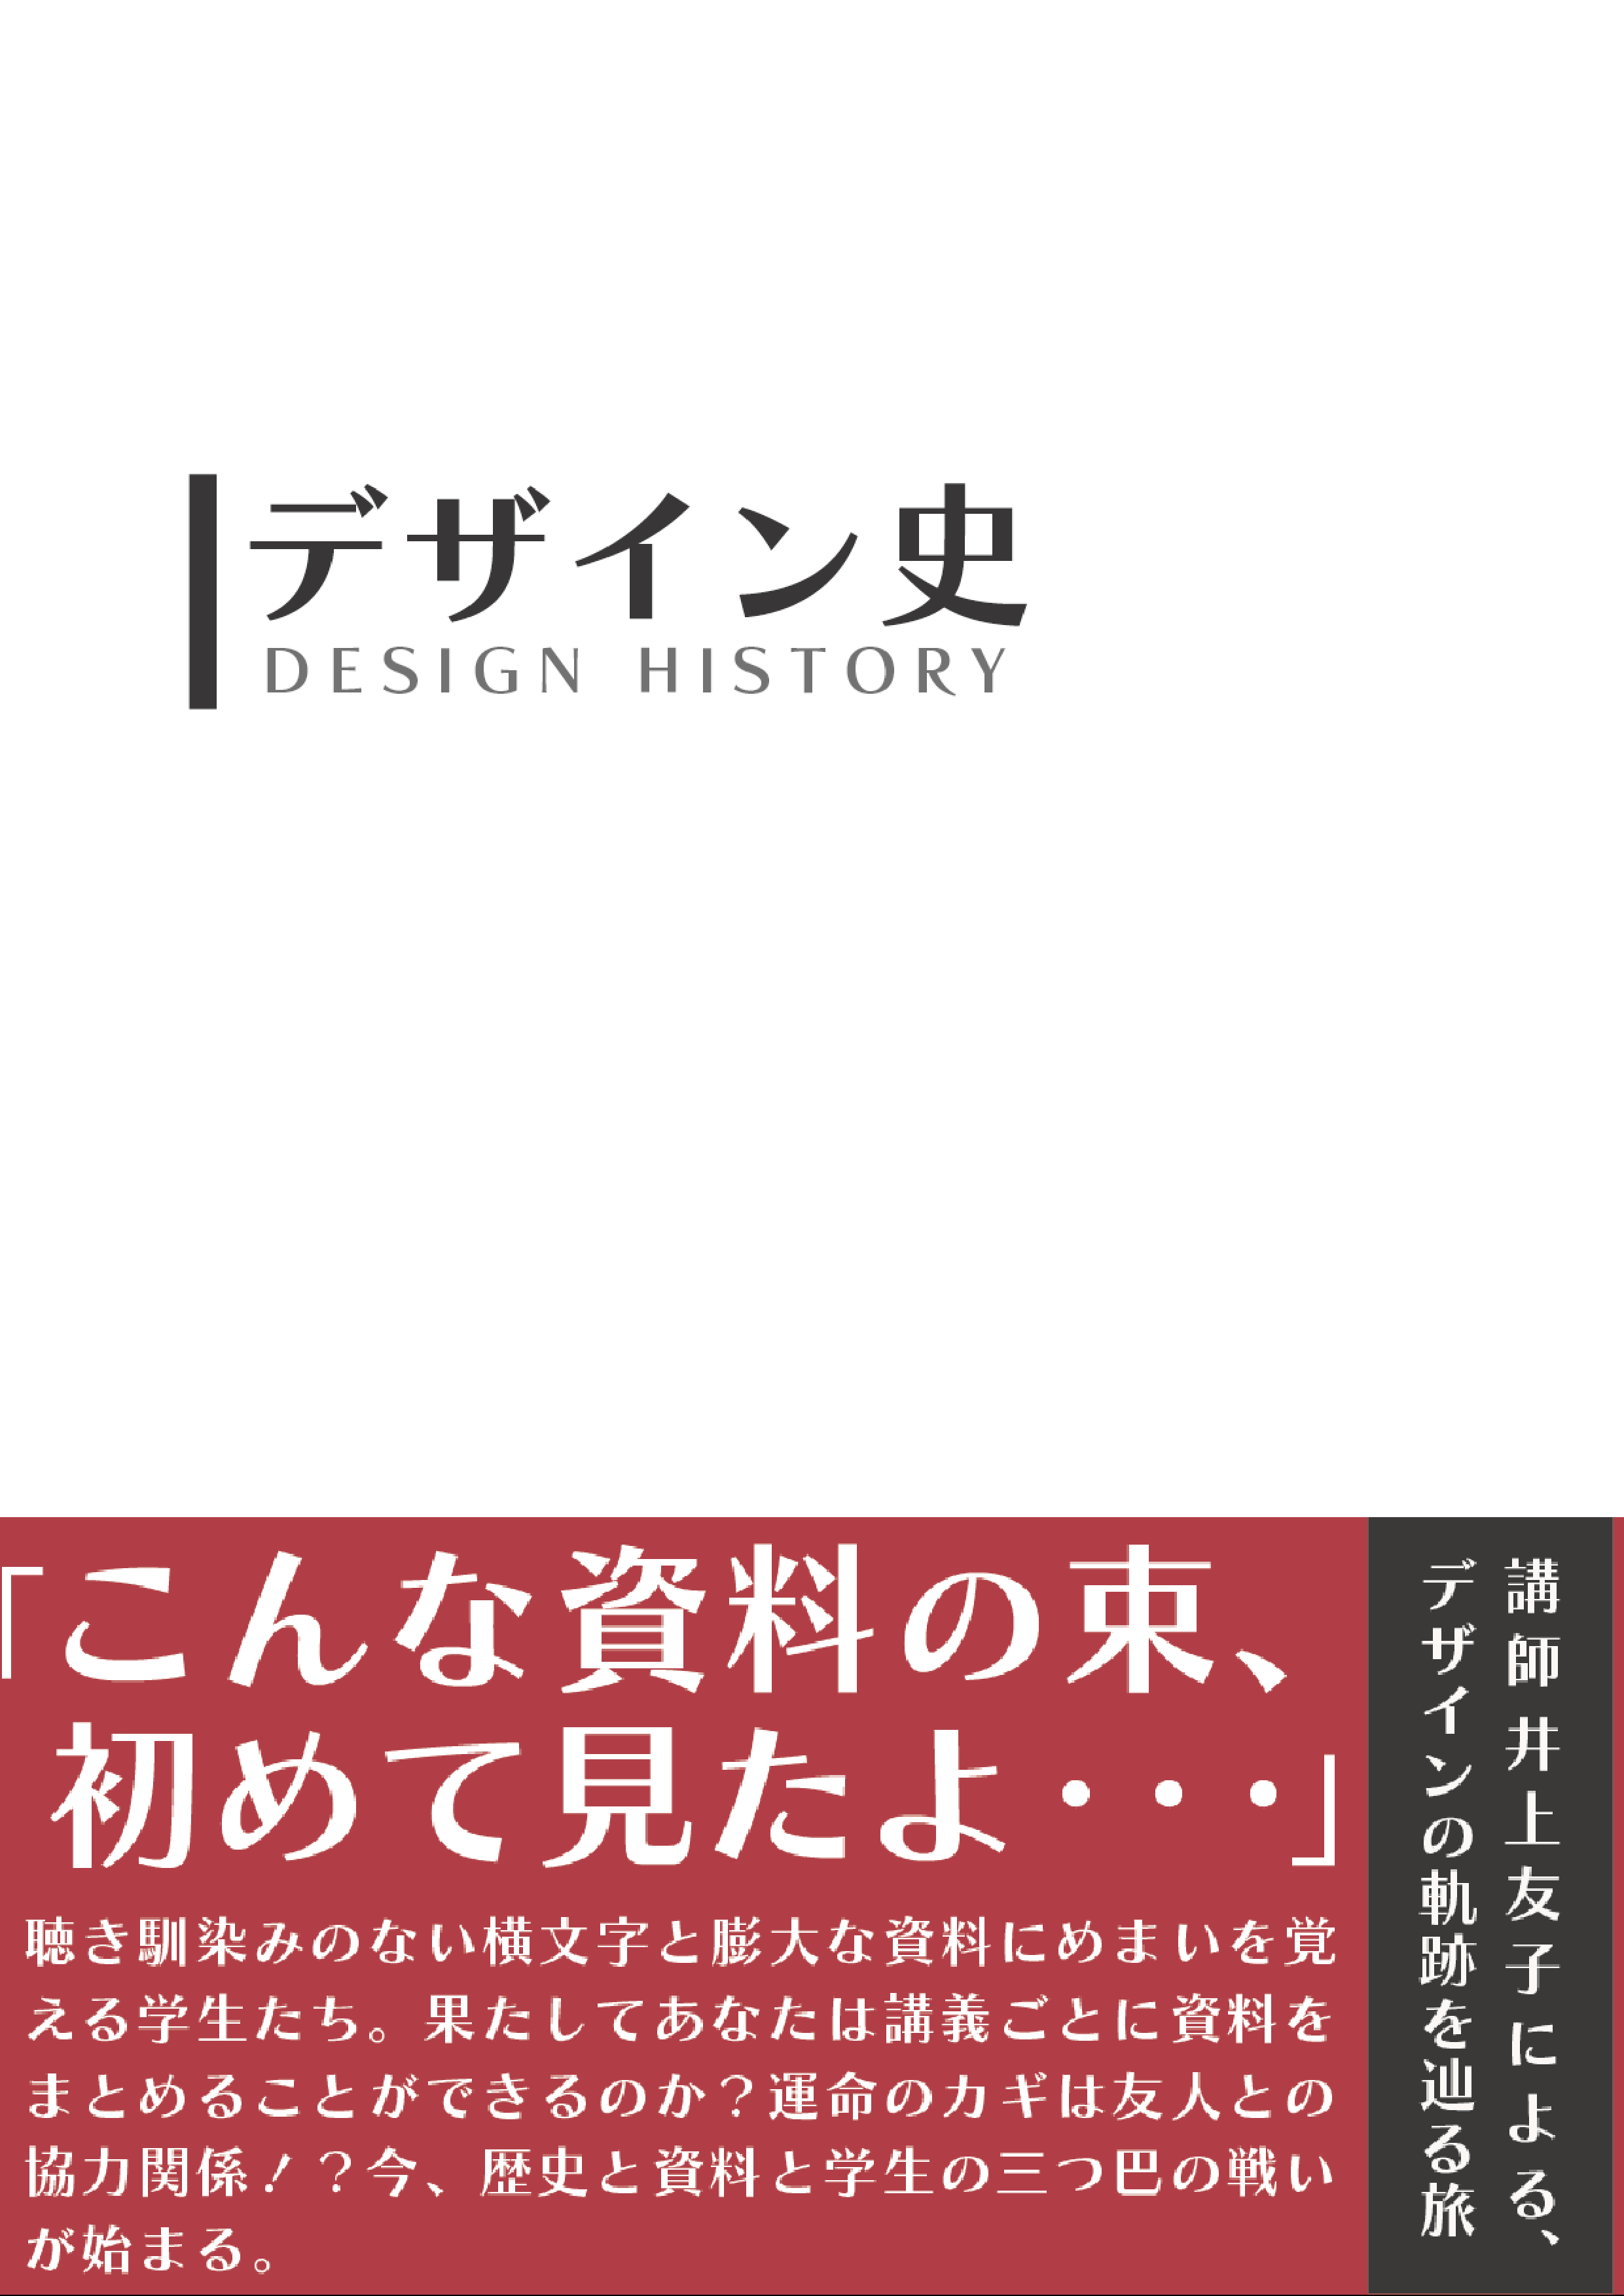 デザイン史
DESIGN HISTORY
「こんな資料の束、
初めて見たよ・・・」
聴き馴染みのない横文字と膨大な資料にめまいを覚
える学生たち。果たしてあなたは講義ごとに資料を
まとめることができるのか？運命のカギは友人との
協力関係！？今、歴史と資料と学生の三つ巴の戦い
が始まる。
講師井上友子による、
デザインの軌跡を辿る旅